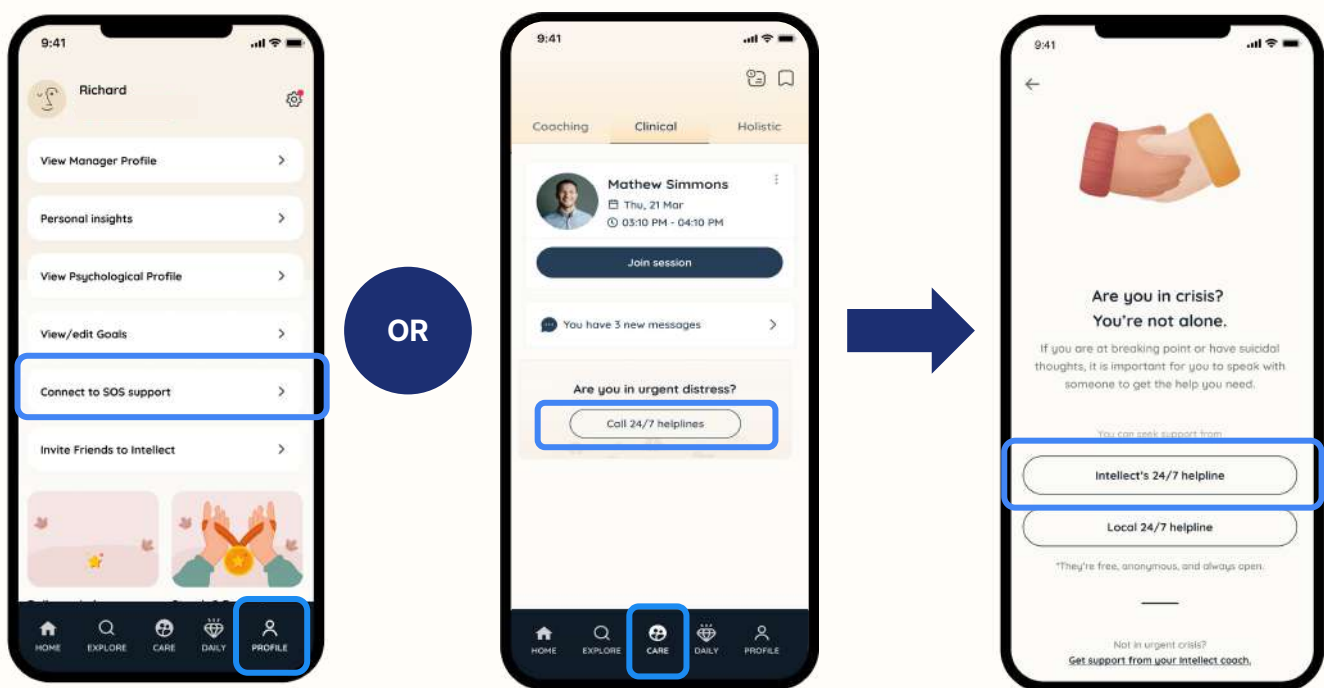 9:41
Richard
View Manager Profile
Personal insights
View Psychological Profile
View/edit Goals
Connect to SOS support
Invite Friends to Intellect
HOME
EXPLORE
CARE
DAILY
PROFILE
OR
9:41
Coaching
Clinical
Holistic
Mathew Simmons
Thu, 21 Mar
03:10 PM - 04:10 PM
Join session
You have 3 new messages
Are you in urgent distress?
Call 24/7 helplines
HOME
EXPLORE
CARE
DAILY
PROFILE
9:41
Are you in crisis?
You're not alone.
If you are at breaking point or have suicidal
thoughts, it is important for you to speak with
someone to get the help you need.
You can seek support from
Intellect's 24/7 helpline
Local 24/7 helpline
*They're free, anonymous, and always open.
Not in urgent crisis?
Get support from your Intellect coach.